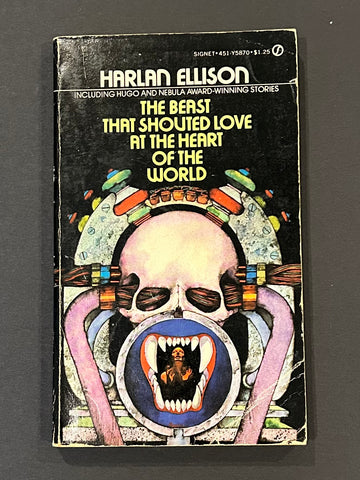 SIGNET•451-Y5870•$1.25
HARLAN ELLISON
INCLUDING HUGO AND NEBULA AWARD-WINNING STORIES
THE BEAST
THAT SHOUTED LOVE
AT THE HEART
OF THE
WORLD